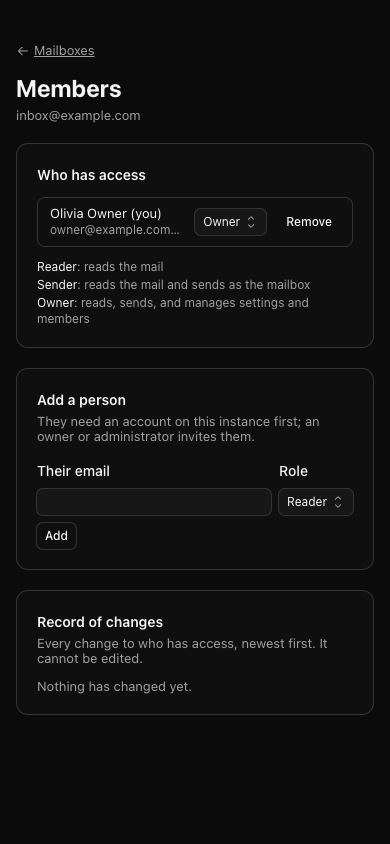 ← Mailboxes
Members
inbox@example.com
Who has access
Olivia Owner (you)
owner@example.com...
Owner
Remove
Reader: reads the mail
Sender: reads the mail and sends as the mailbox
Owner: reads, sends, and manages settings and
members
Add a person
They need an account on this instance first; an
owner or administrator invites them.
Their email
Role
Reader
Add
Record of changes
Every change to who has access, newest first. It
cannot be edited.
Nothing has changed yet.